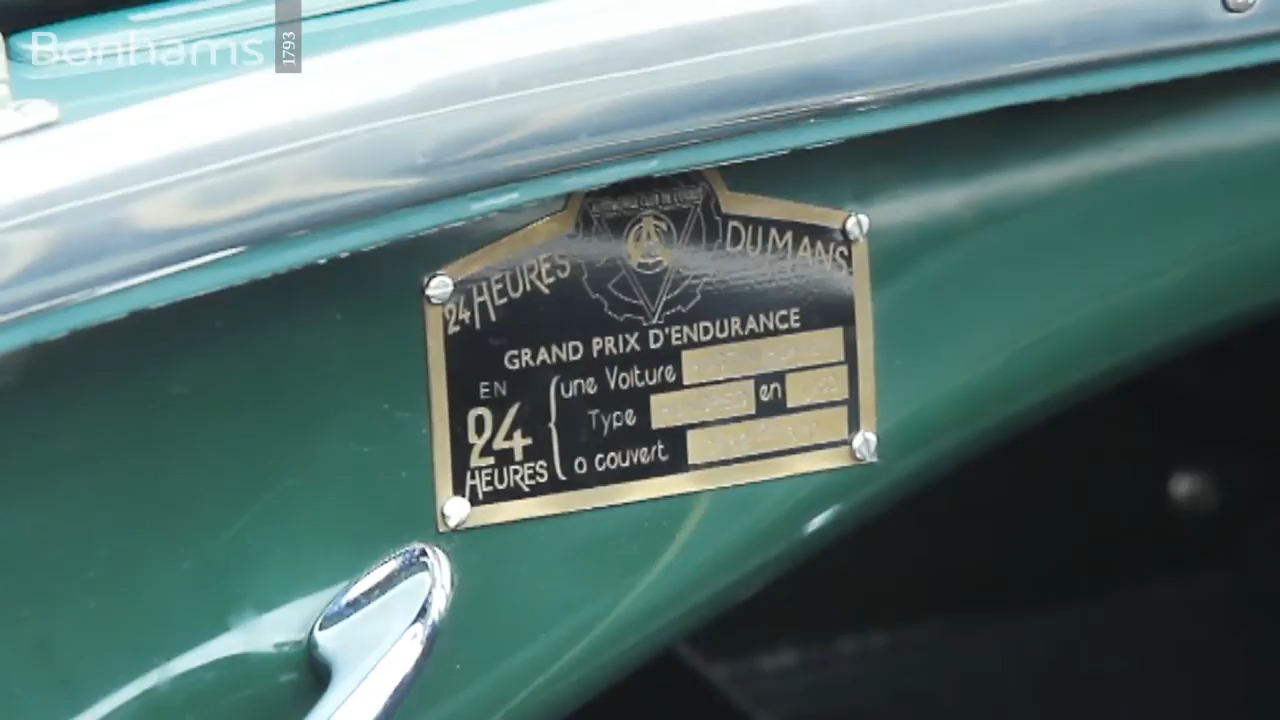 Bonhams 1793
24 HEURES DU MANS
GRAND PRIX D'ENDURANCE
EN 24 HEURES
une Voiture
Type en
a couvert